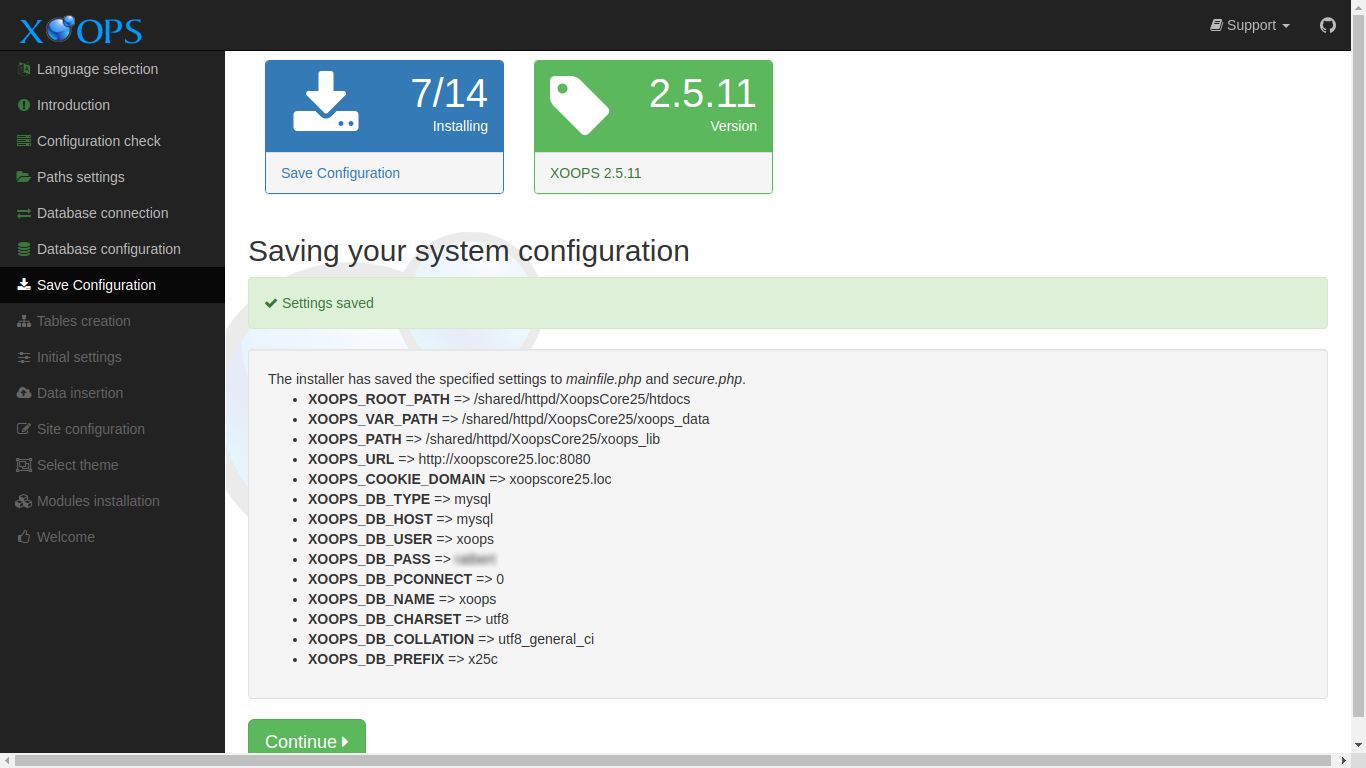 XOOPS
Support
Language selection
Introduction
Configuration check
Paths settings
Database connection
Database configuration
Save Configuration
Tables creation
Initial settings
Data insertion
Site configuration
Select theme
Modules installation
Welcome
7/14
Installing
Save Configuration
2.5.11
Version
XOOPS 2.5.11
Saving your system configuration
Settings saved
The installer has saved the specified settings to mainfile.php and secure.php.
XOOPS_ROOT_PATH => /shared/httpd/XoopsCore25/htdocs
XOOPS_VAR_PATH => /shared/httpd/XoopsCore25/xoops_data
XOOPS_PATH => /shared/httpd/XoopsCore25/xoops_lib
XOOPS_URL => http://xoopscore25.loc:8080
XOOPS_COOKIE_DOMAIN => xoopscore25.loc
XOOPS_DB_TYPE => mysql
XOOPS_DB_HOST => mysql
XOOPS_DB_USER => xoops
XOOPS_DB_PASS =>
XOOPS_DB_PCONNECT => 0
XOOPS_DB_NAME => xoops
XOOPS_DB_CHARSET => utf8
XOOPS_DB_COLLATION => utf8_general_ci
XOOPS_DB_PREFIX => x25c
Continue